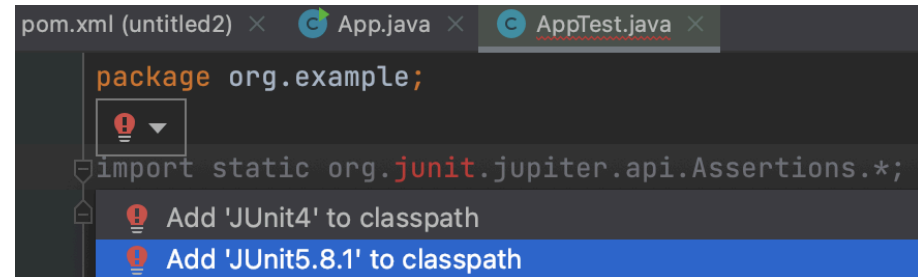 pom.xml (untitled2) App.java AppTest.java
package org.example;
import static org.junit.jupiter.api.Assertions.*;
Add 'JUnit4' to classpath
Add 'JUnit5.8.1' to classpath